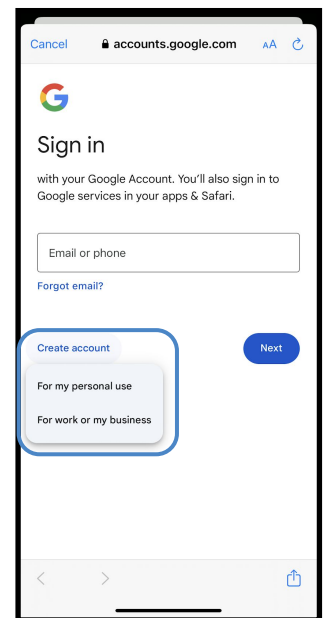 Cancel accounts.google.com AA
G
Sign in
with your Google Account. You’ll also sign in to
Google services in your apps & Safari.
Email or phone
Forgot email?
Create account Next
For my personal use
For work or my business